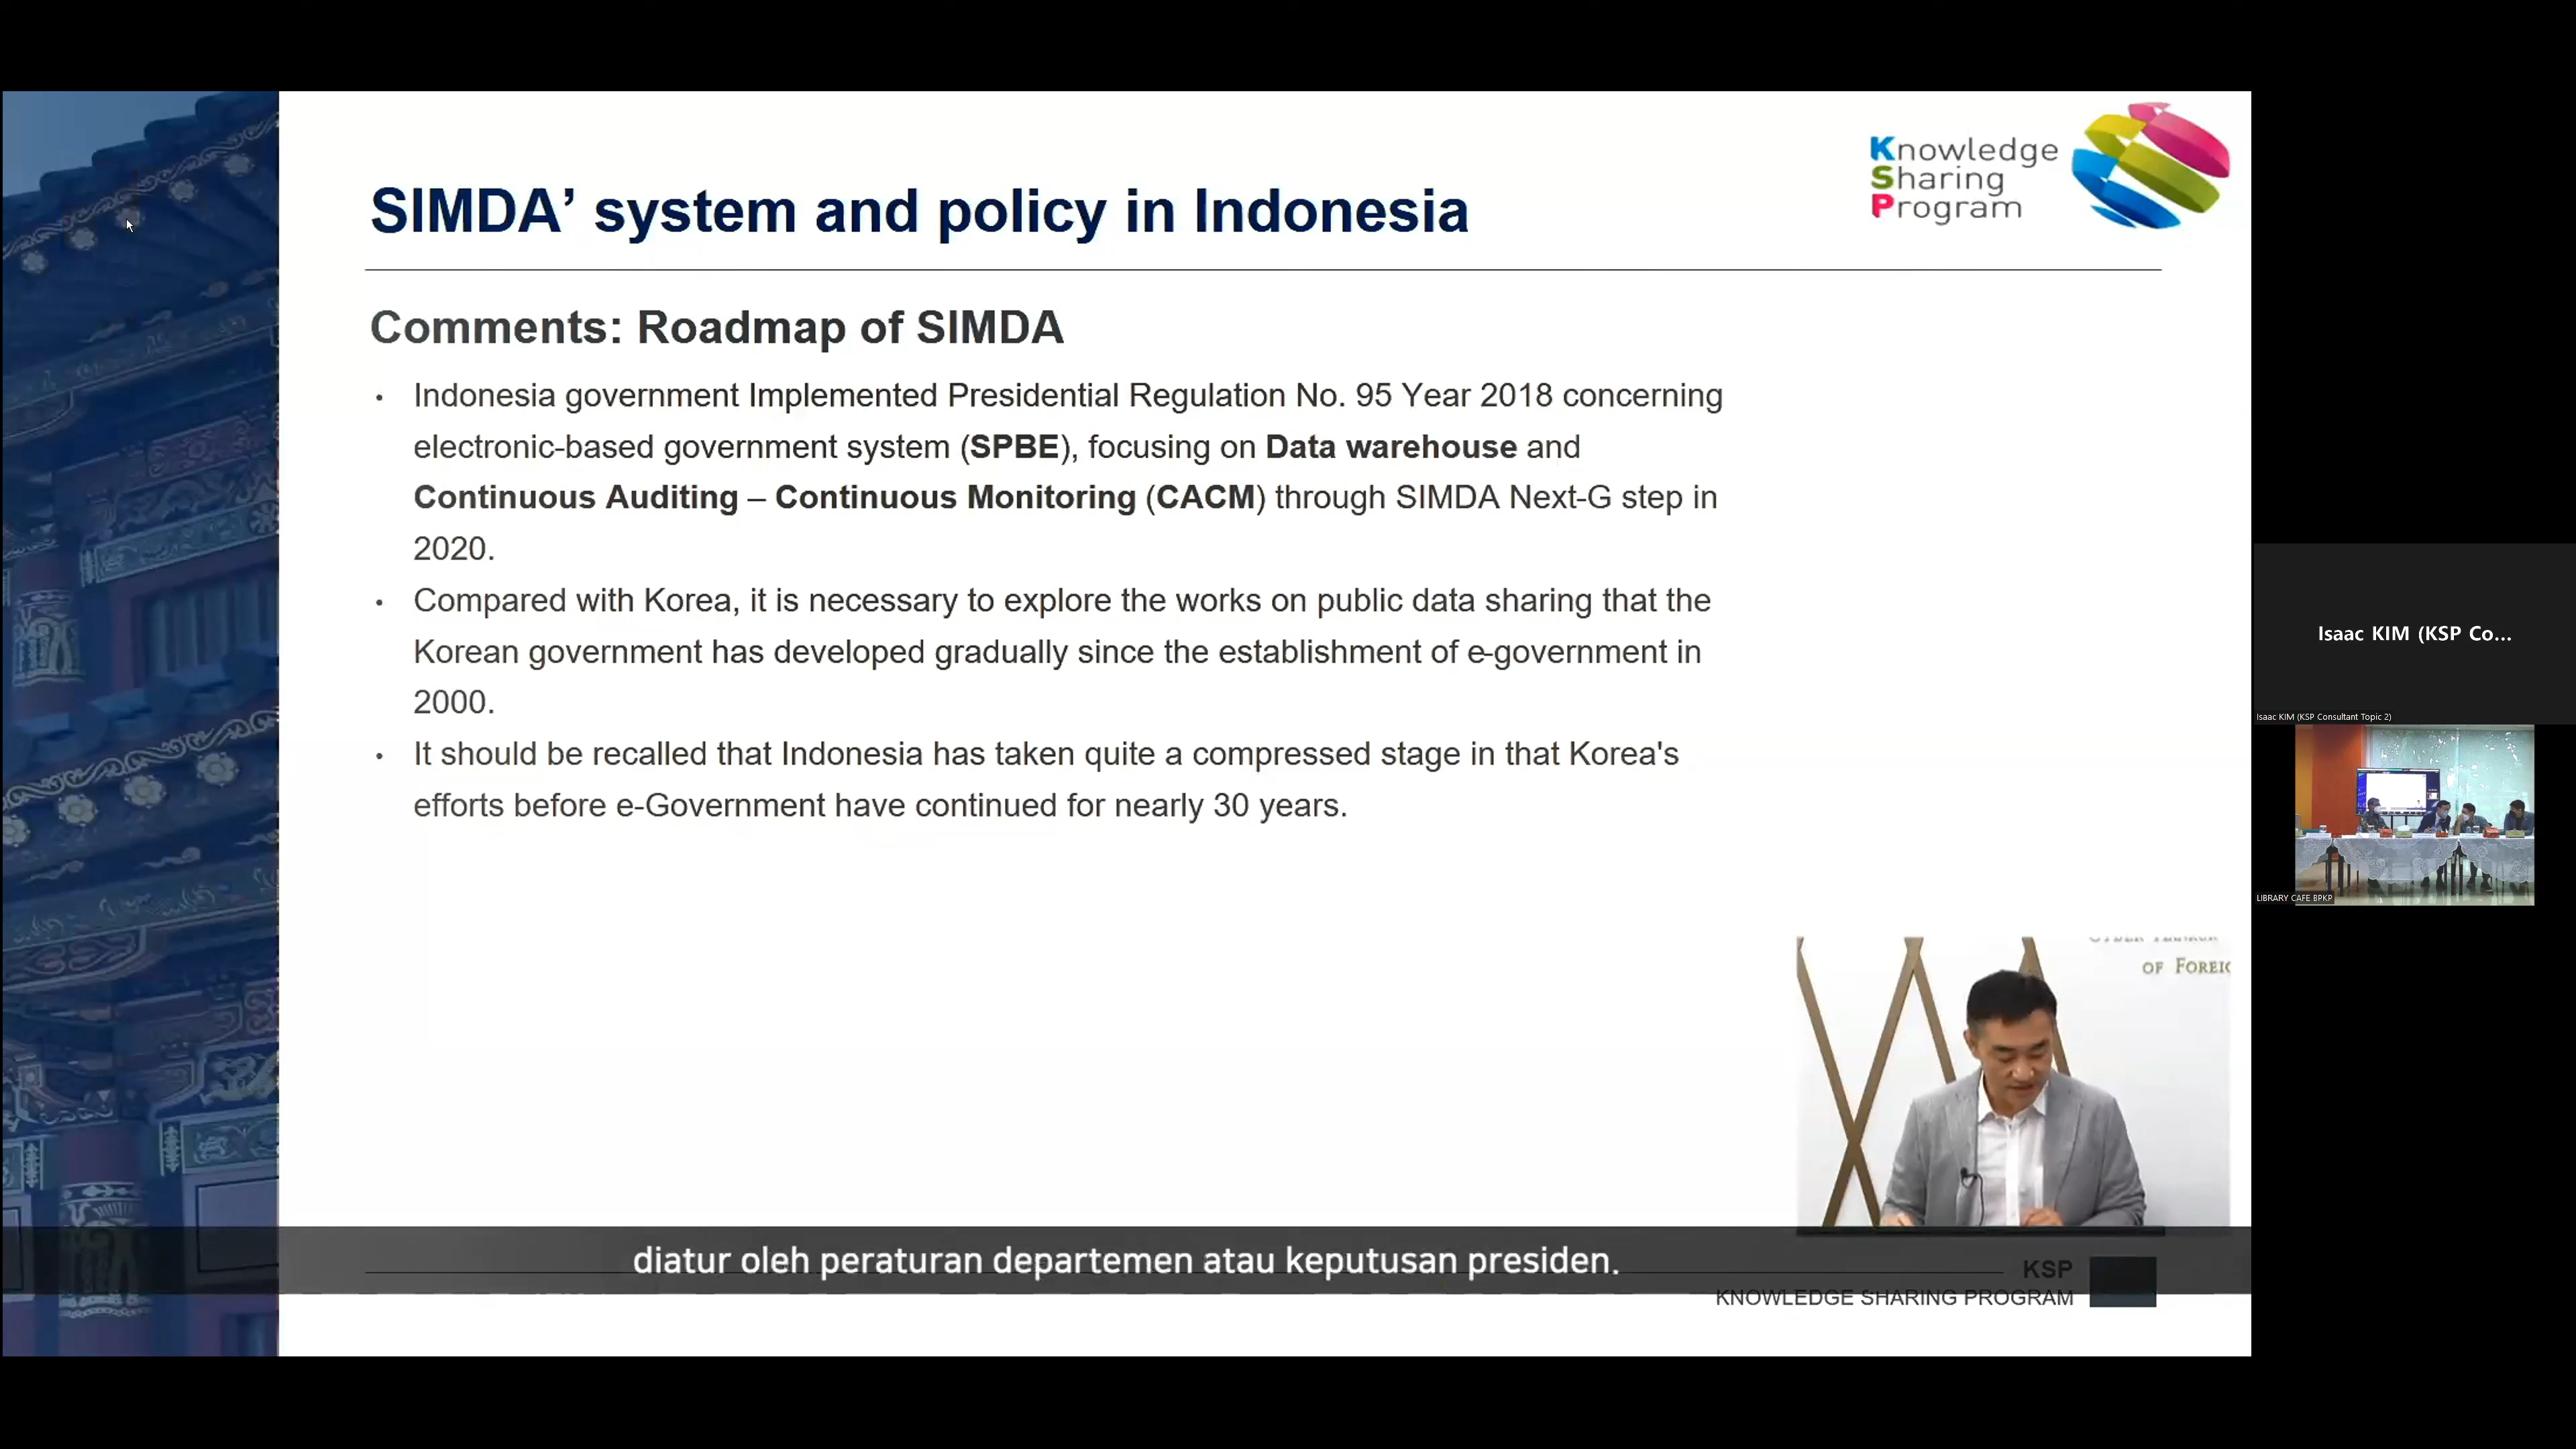 Knowledge
Sharing
Program
SIMDA’ system and policy in Indonesia
Comments: Roadmap of SIMDA
• Indonesia government Implemented Presidential Regulation No. 95 Year 2018 concerning
electronic-based government system (SPBE), focusing on Data warehouse and
Continuous Auditing – Continuous Monitoring (CACM) through SIMDA Next-G step in
2020.
• Compared with Korea, it is necessary to explore the works on public data sharing that the
Korean government has developed gradually since the establishment of e-government in
2000.
• It should be recalled that Indonesia has taken quite a compressed stage in that Korea's
efforts before e-Government have continued for nearly 30 years.
Isaac KIM (KSP Co...
Isaac KIM (KSP Consultant Topic 2)
LIBRARY CAFE BPKP
OF FOREIG
diatur oleh peraturan departemen atau keputusan presiden.
KSP
KNOWLEDGE SHARING PROGRAM